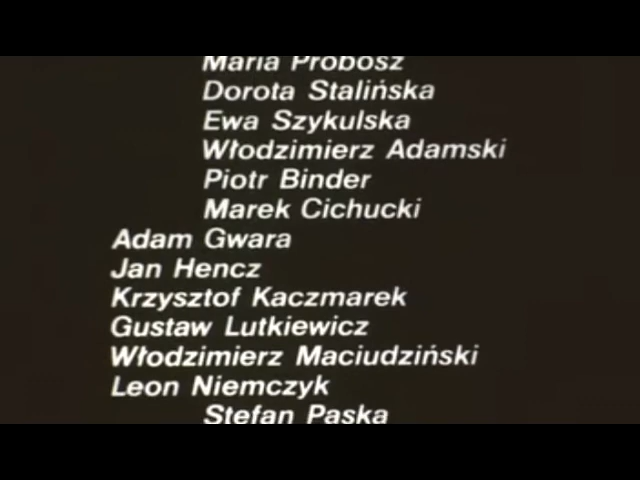 Maria Probosz
Dorota Stalińska
Ewa Szykulska
Włodzimierz Adamski
Piotr Binder
Marek Cichucki
Adam Gwara
Jan Hencz
Krzysztof Kaczmarek
Gustaw Lutkiewicz
Włodzimierz Maciudziński
Leon Niemczyk
Stefan Paska